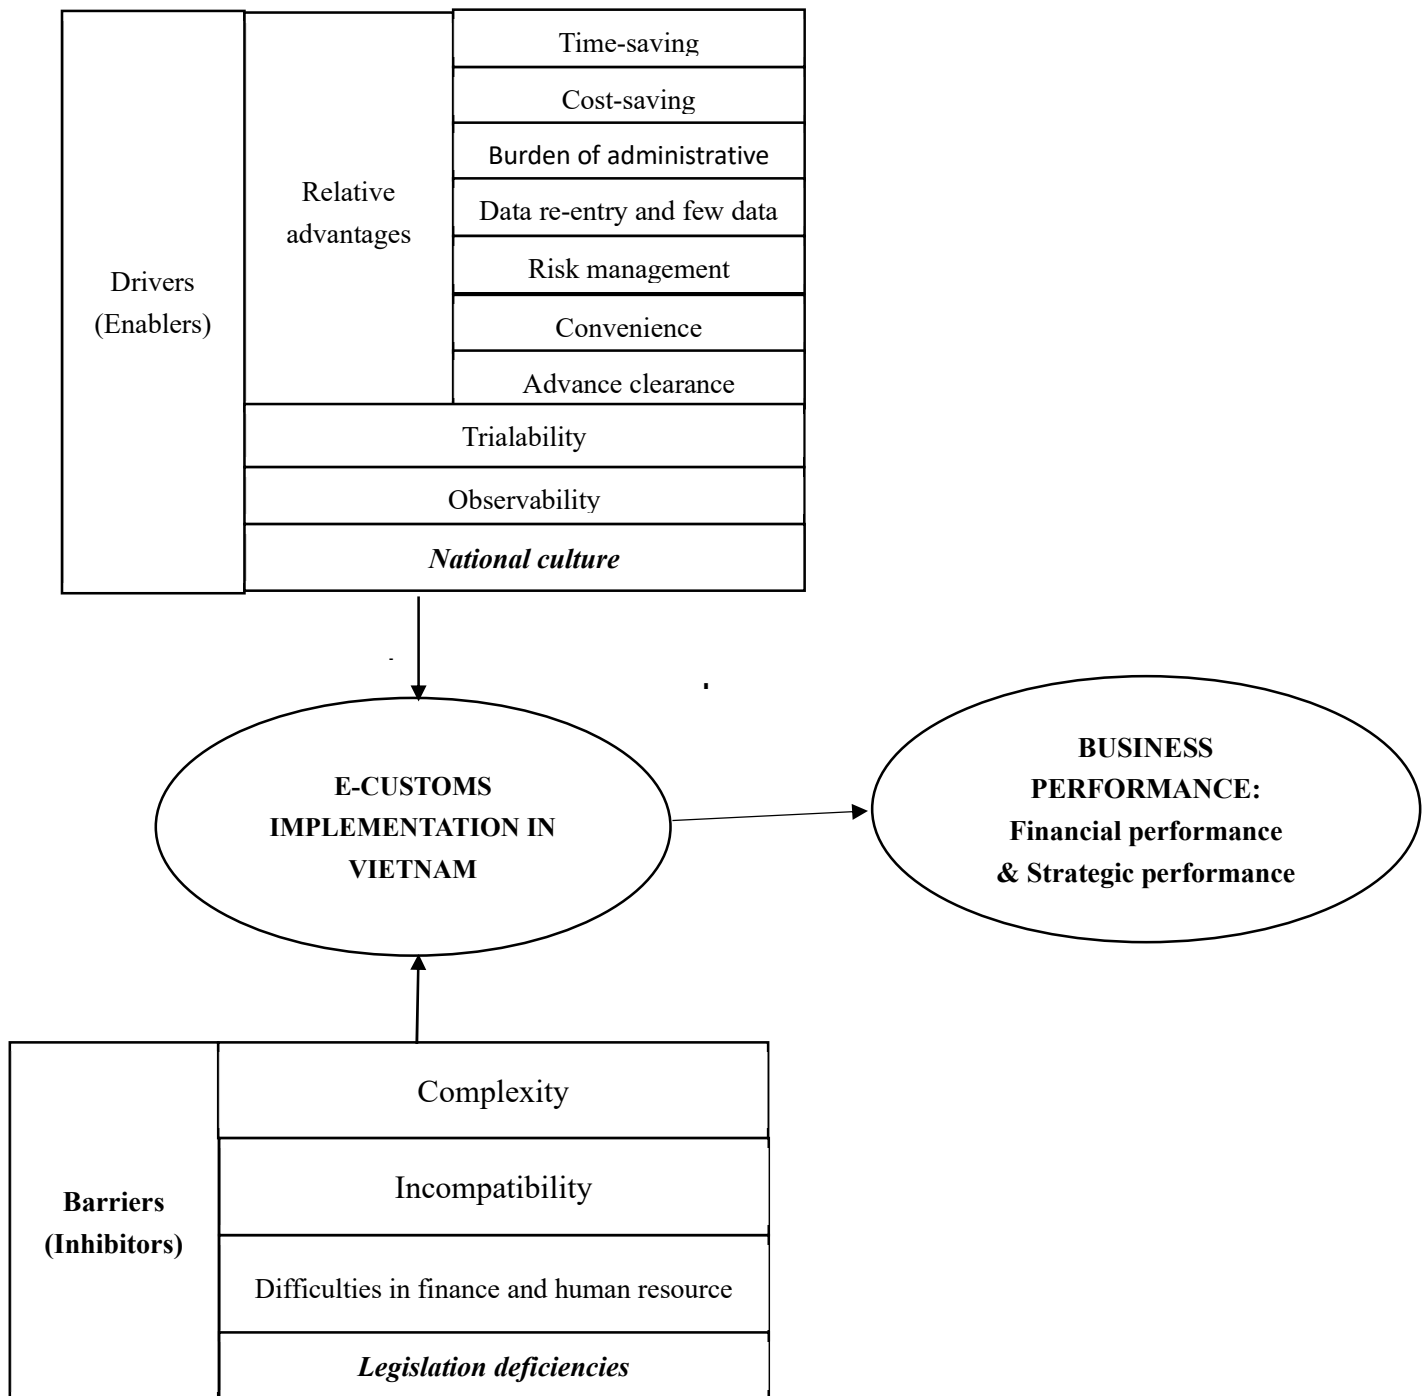 Time-saving
Cost-saving
Burden of administrative
Data re-entry and few data
Risk management
Convenience
Advance clearance
Relative
advantages
Drivers
(Enablers)
Trialability
Observability
National culture
E-CUSTOMS
IMPLEMENTATION IN
VIETNAM
BUSINESS
PERFORMANCE:
Financial performance
& Strategic performance
Barriers
(Inhibitors)
Complexity
Incompatibility
Difficulties in finance and human resource
Legislation deficiencies